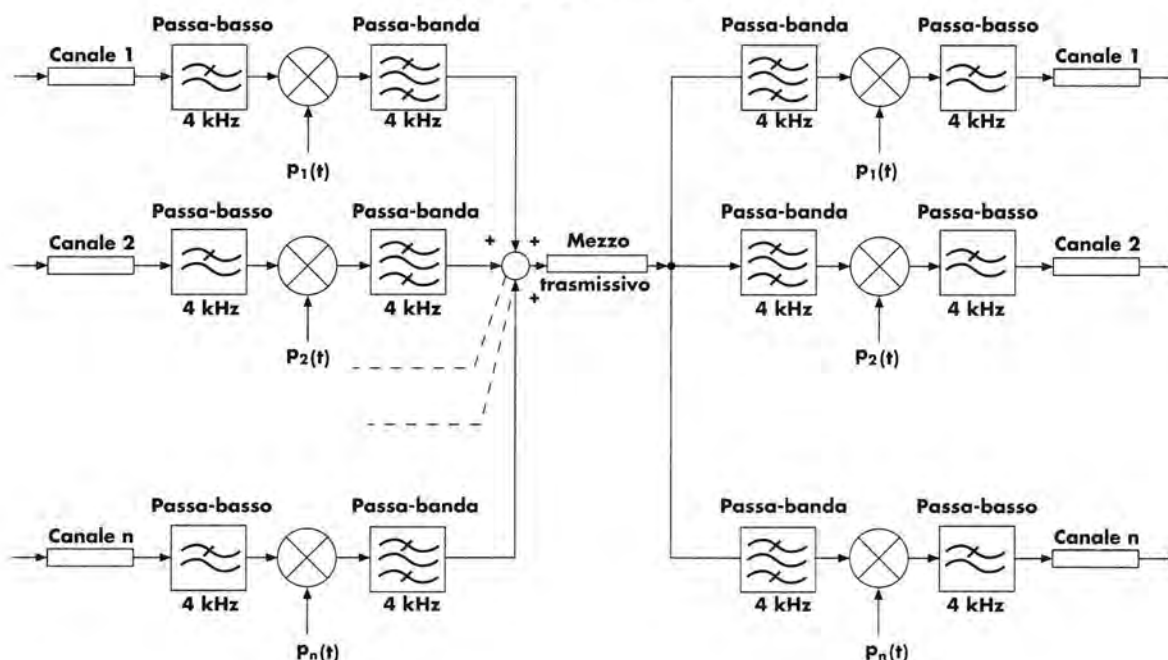 Passa-basso Passa-banda
Canale 1
4 kHz 4 kHz
p1(t)
Passa-basso Passa-banda
Canale 2
4 kHz 4 kHz
p2(t)
Passa-basso Passa-banda
Canale n
4 kHz 4 kHz
pn(t)
+ +
+
Mezzo
trasmissivo
Passa-banda Passa-basso
Canale 1
4 kHz 4 kHz
p1(t)
Passa-banda Passa-basso
Canale 2
4 kHz 4 kHz
p2(t)
Passa-banda Passa-basso
Canale n
4 kHz 4 kHz
pn(t)